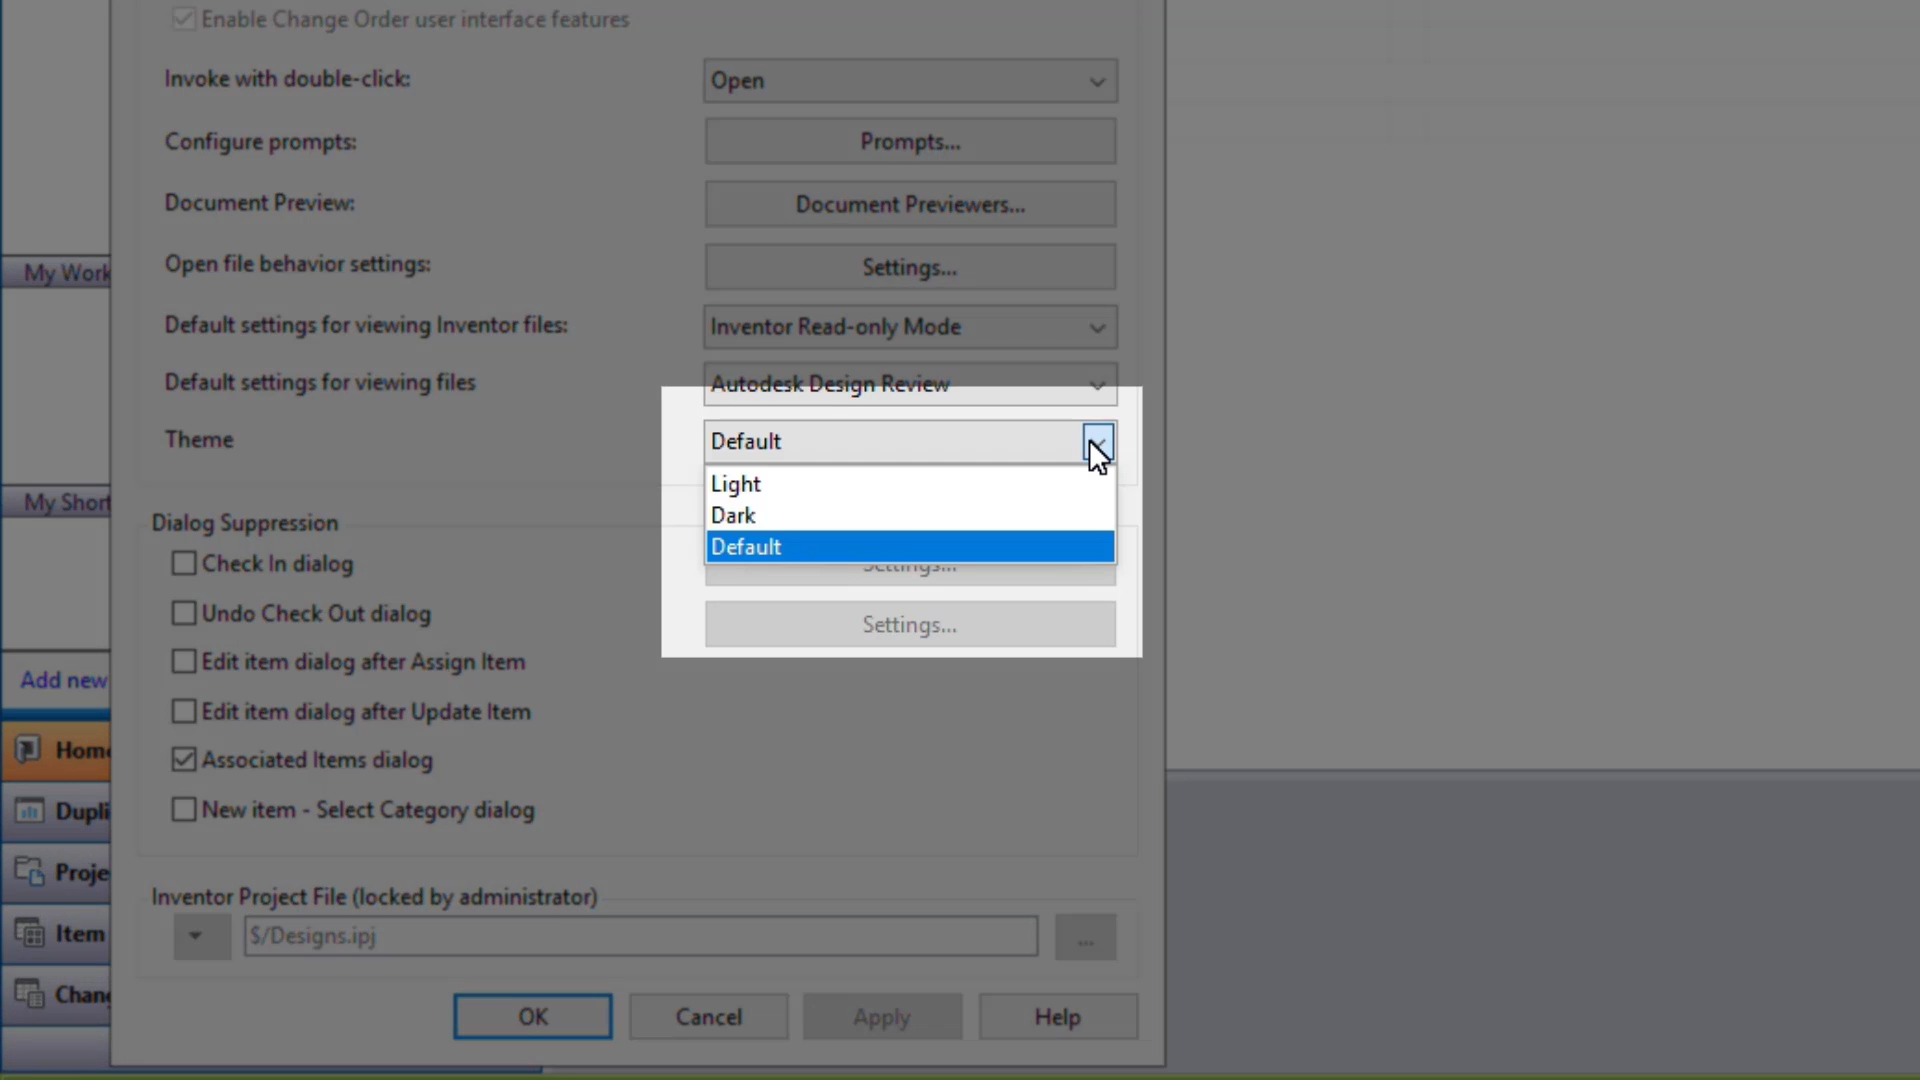 Enable Change Order user interface features
Invoke with double-click: Open
Configure prompts: Prompts...
Document Preview: Document Previewers...
Open file behavior settings: Settings...
Default settings for viewing Inventor files: Inventor Read-only Mode
Default settings for viewing files Autodesk Design Review
Theme Default
Light
Dark
Default
Dialog Suppression
Check In dialog Settings...
Undo Check Out dialog Settings...
Edit item dialog after Assign Item
Edit item dialog after Update Item
Associated Items dialog
New item - Select Category dialog
Inventor Project File (locked by administrator)
$/Designs.ipj ...
OK Cancel Apply Help
My Work
My Short
Add new
Home
Dupli
Proje
Item
Chang